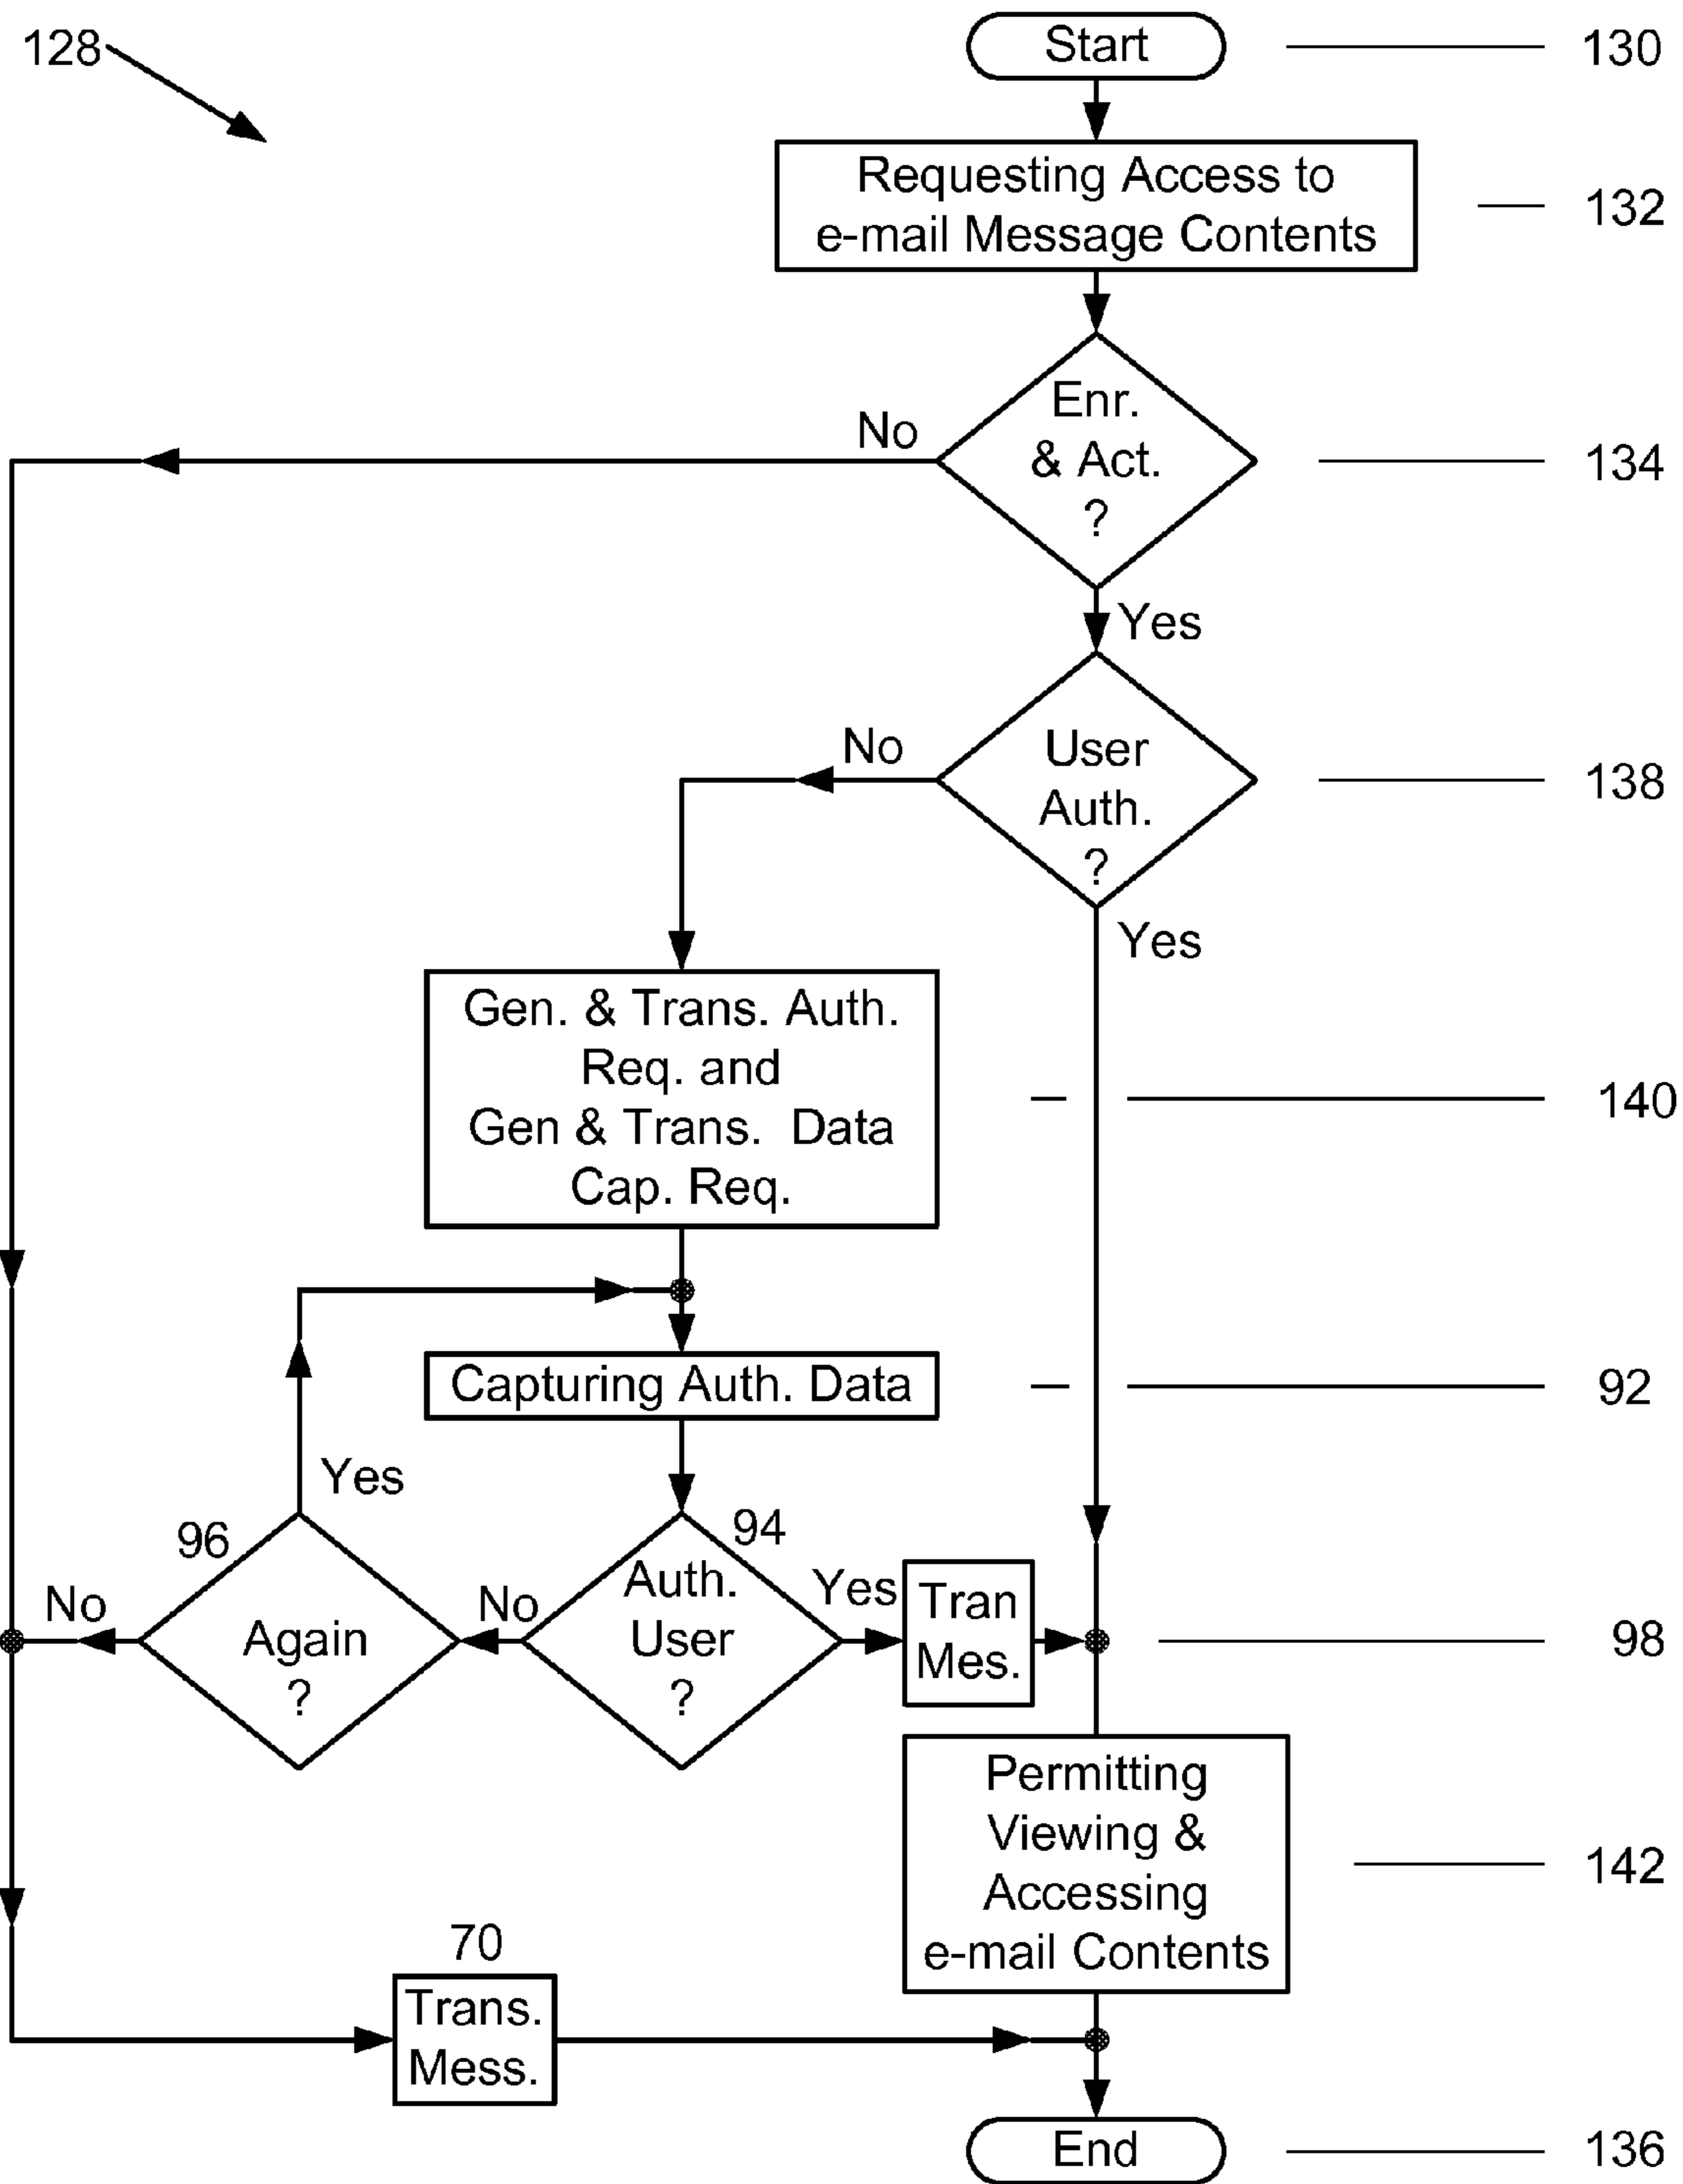 128
Start
130
Requesting Access to
e-mail Message Contents
132
Enr.
& Act.
?
134
No
Yes
User
Auth.
?
138
No
Yes
Gen. & Trans. Auth.
Req. and
Gen & Trans. Data
Cap. Req.
140
Capturing Auth. Data
92
Yes
96
Again
?
No
No
94
Auth.
User
?
Yes
Tran
Mes.
98
Permitting
Viewing &
Accessing
e-mail Contents
142
70
Trans.
Mess.
End
136